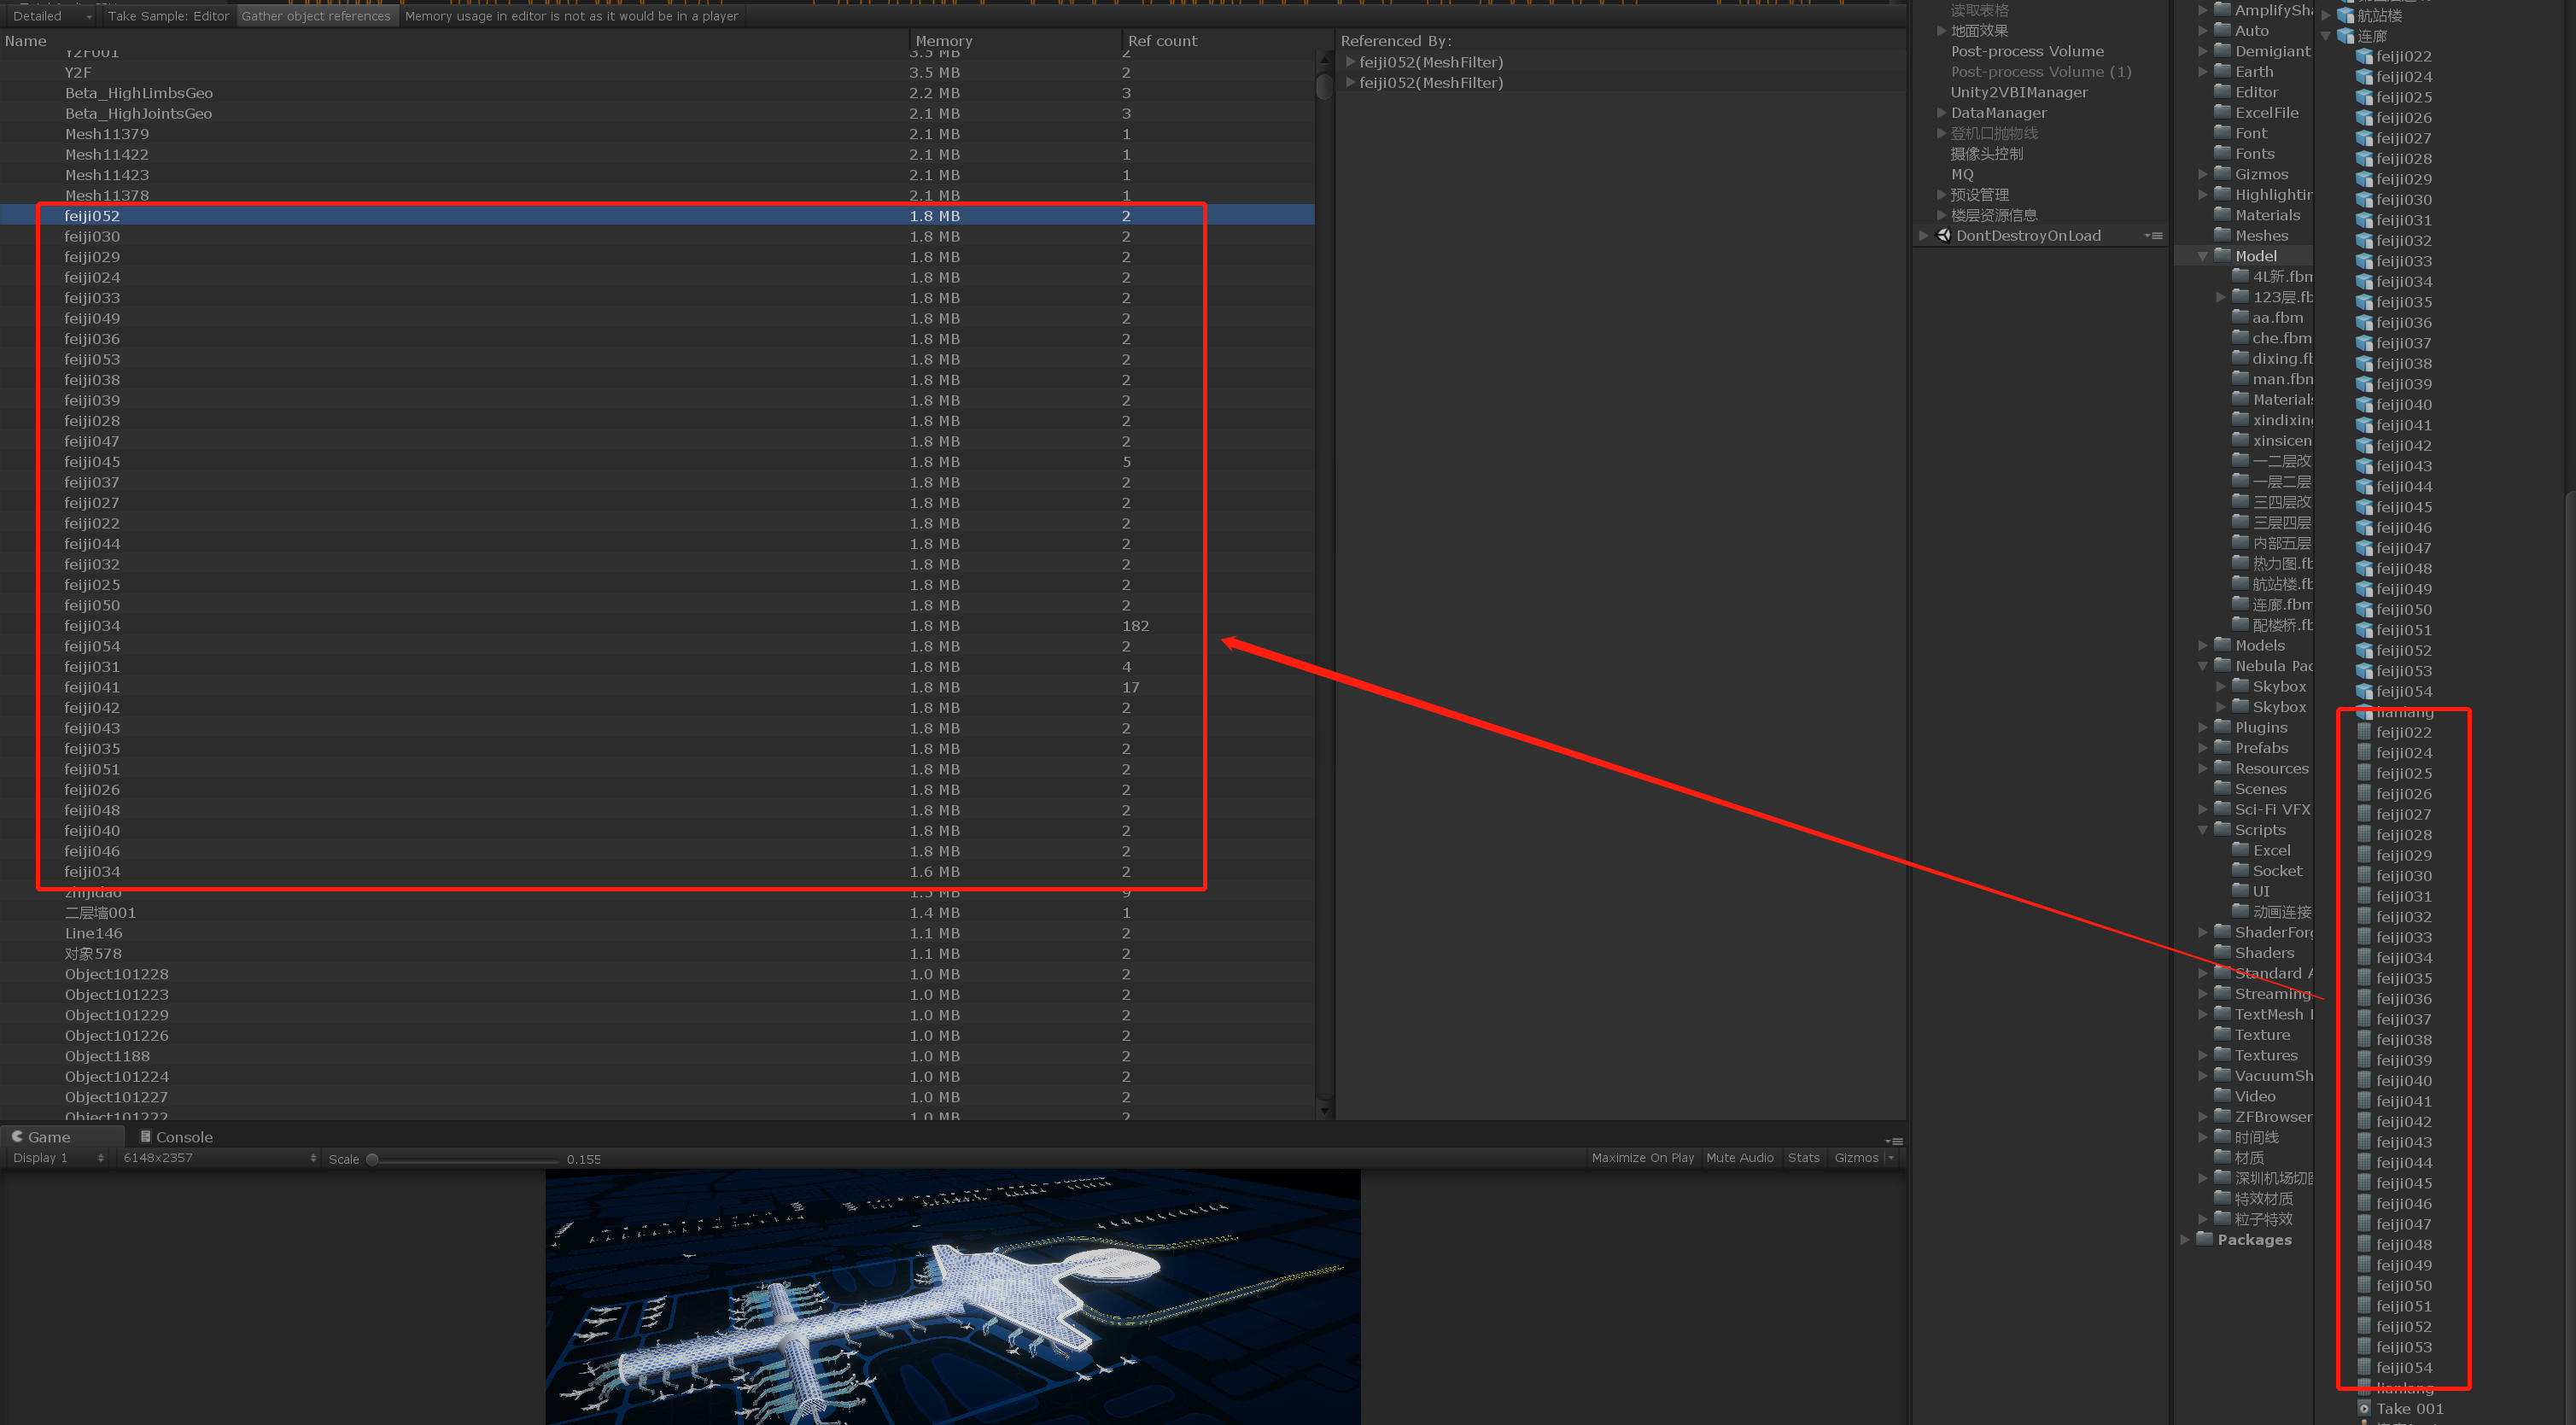 Detailed
Take Sample: Editor
Gather object references
Memory usage in editor is not as it would be in a player
Name Memory Ref count
Y2F001 3.5 MB 2
Y2F 3.5 MB 2
Beta_HighLimbsGeo 2.2 MB 3
Beta_HighJointsGeo 2.1 MB 3
Mesh11379 2.1 MB 1
Mesh11422 2.1 MB 1
Mesh11423 2.1 MB 1
Mesh11378 2.1 MB 1
feiji052 1.8 MB 2
feiji030 1.8 MB 2
feiji029 1.8 MB 2
feiji024 1.8 MB 2
feiji033 1.8 MB 2
feiji049 1.8 MB 2
feiji036 1.8 MB 2
feiji053 1.8 MB 2
feiji038 1.8 MB 2
feiji039 1.8 MB 2
feiji028 1.8 MB 2
feiji047 1.8 MB 2
feiji045 1.8 MB 5
feiji037 1.8 MB 2
feiji027 1.8 MB 2
feiji022 1.8 MB 2
feiji044 1.8 MB 2
feiji032 1.8 MB 2
feiji025 1.8 MB 2
feiji050 1.8 MB 2
feiji034 1.8 MB 182
feiji054 1.8 MB 2
feiji031 1.8 MB 4
feiji041 1.8 MB 17
feiji042 1.8 MB 2
feiji043 1.8 MB 2
feiji035 1.8 MB 2
feiji051 1.8 MB 2
feiji026 1.8 MB 2
feiji048 1.8 MB 2
feiji040 1.8 MB 2
feiji046 1.8 MB 2
feiji034 1.6 MB 2
zhijidao 1.5 MB 9
二层墙001 1.4 MB 1
Line146 1.1 MB 2
对象578 1.1 MB 2
Object101228 1.0 MB 2
Object101223 1.0 MB 2
Object101229 1.0 MB 2
Object101226 1.0 MB 2
Object1188 1.0 MB 2
Object101224 1.0 MB 2
Object101227 1.0 MB 2
Object101222 1.0 MB 2
Referenced By:
feiji052(MeshFilter)
feiji052(MeshFilter)
Game
Console
Display 1
6148x2357
Scale
0.155
Maximize On Play
Mute Audio
Stats
Gizmos
读取表格
地面效果
Post-process Volume
Post-process Volume (1)
Unity2VBIManager
DataManager
登机口抛物线
摄像头控制
MQ
预设管理
楼层资源信息
DontDestroyOnLoad
AmplifySha
Auto
Demigiant
Earth
Editor
ExcelFile
Font
Fonts
Gizmos
Highlightin
Materials
Meshes
Model
4L新.fbm
123层.fb
aa.fbm
che.fbm
dixing.fb
man.fbm
Materials
xindixing
xinsicen
一二层改
一层二层
三四层改
三层四层
内部五层
热力图.fb
航站楼.fb
连廊.fbm
配楼桥.fb
Models
Nebula Pac
Skybox
Skybox
Plugins
Prefabs
Resources
Scenes
Sci-Fi VFX
Scripts
Excel
Socket
UI
动画连接
ShaderForg
Shaders
Standard A
Streaming
TextMesh
Texture
Textures
VacuumSh
Video
ZFBrowser
时间线
材质
深圳机场切图
特效材质
粒子特效
Packages
航站楼
连廊
feiji022
feiji024
feiji025
feiji026
feiji027
feiji028
feiji029
feiji030
feiji031
feiji032
feiji033
feiji034
feiji035
feiji036
feiji037
feiji038
feiji039
feiji040
feiji041
feiji042
feiji043
feiji044
feiji045
feiji046
feiji047
feiji048
feiji049
feiji050
feiji051
feiji052
feiji053
feiji054
lianlang
feiji022
feiji024
feiji025
feiji026
feiji027
feiji028
feiji029
feiji030
feiji031
feiji032
feiji033
feiji034
feiji035
feiji036
feiji037
feiji038
feiji039
feiji040
feiji041
feiji042
feiji043
feiji044
feiji045
feiji046
feiji047
feiji048
feiji049
feiji050
feiji051
feiji052
feiji053
feiji054
lianlang
Take 001